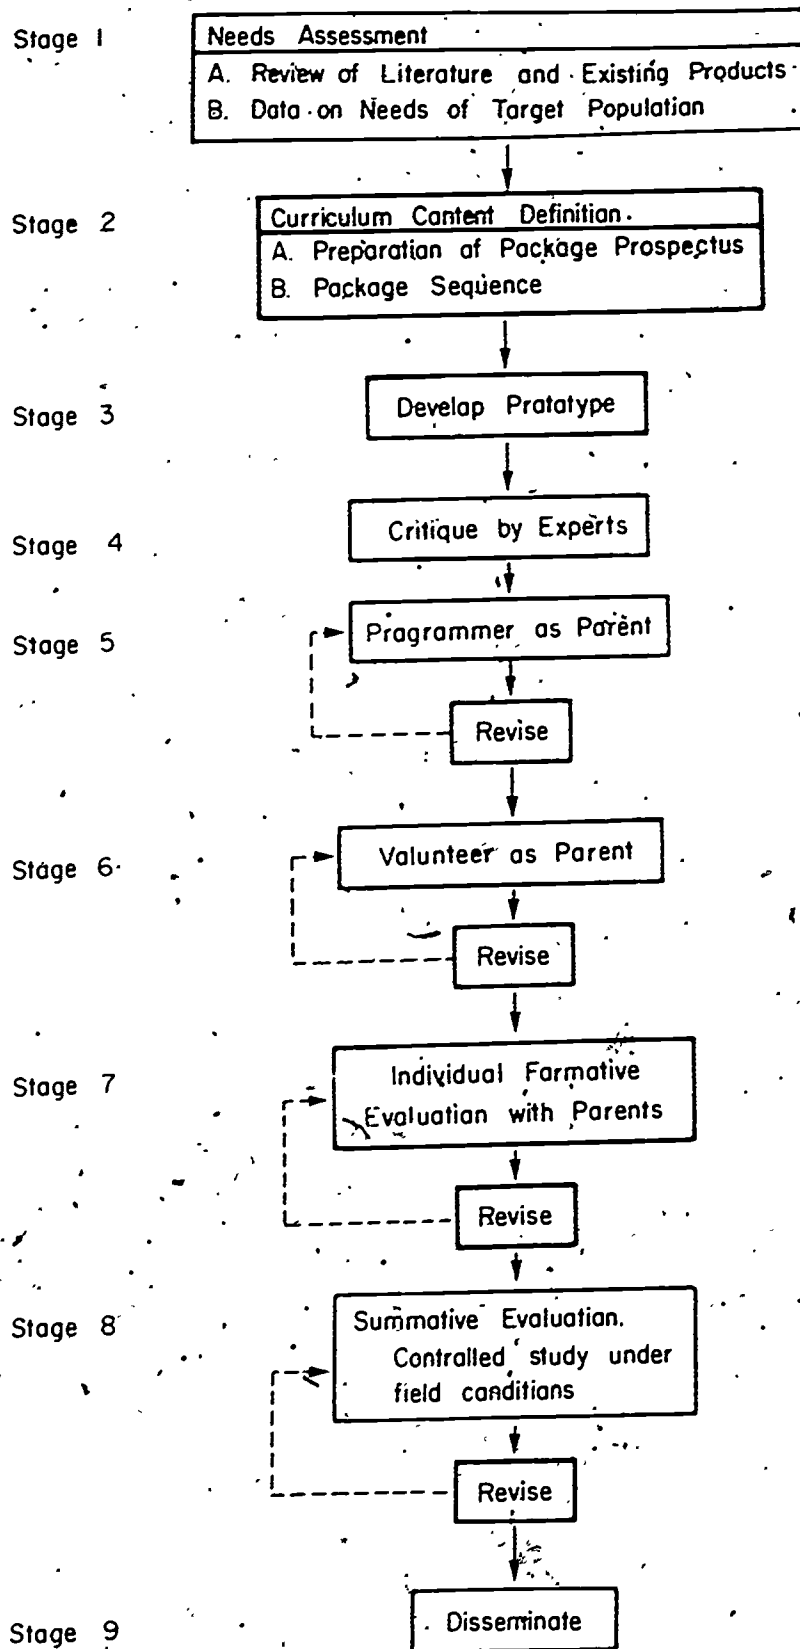 Stage 1
Needs Assessment
A. Review of Literature and Existing Products
B. Data on Needs of Target Population
Stage 2
Curriculum Content Definition.
A. Preparation of Package Prospectus
B. Package Sequence
Stage 3
Develop Prototype
Stage 4
Critique by Experts
Stage 5
Programmer as Parent
Revise
Stage 6
Volunteer as Parent
Revise
Stage 7
Individual Formative
Evaluation with Parents
Revise
Stage 8
Summative Evaluation.
Controlled study under
field conditions
Revise
Stage 9
Disseminate